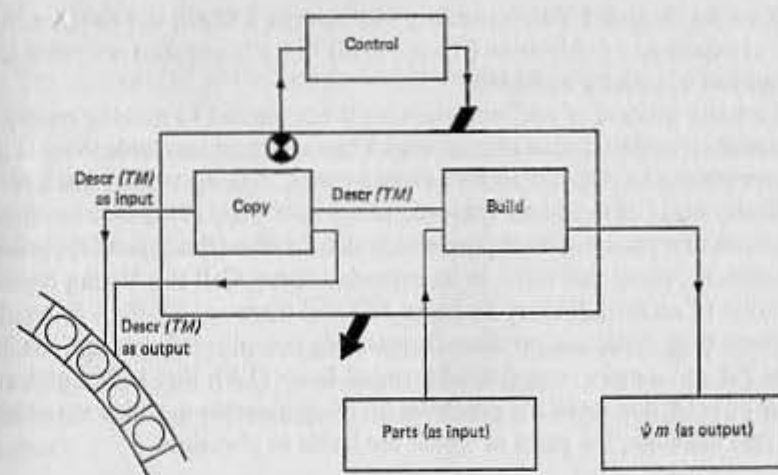 Control
Descr (TM)
as input
Copy
Descr (TM)
Build
Descr (TM)
as output
Parts (as input)
ψ m (as output)